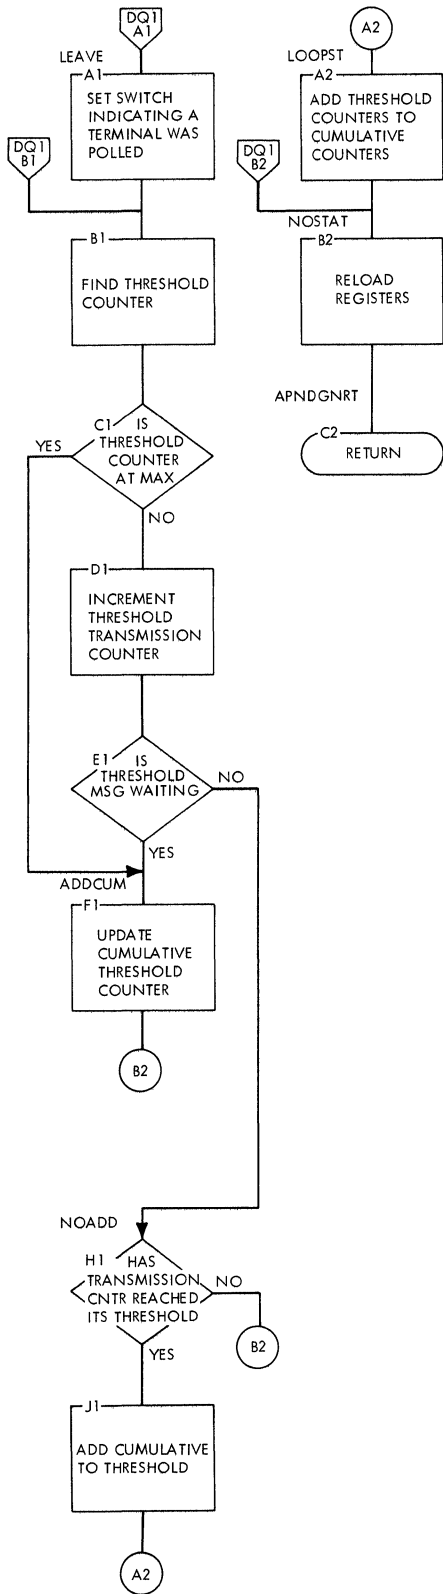 DQ1
A1
LEAVE
A1
SET SWITCH
INDICATING A
TERMINAL WAS
POLLED
DQ1
B1
B1
FIND THRESHOLD
COUNTER
C1 IS
THRESHOLD
COUNTER
AT MAX
YES
NO
D1
INCREMENT
THRESHOLD
TRANSMISSION
COUNTER
E1 IS
THRESHOLD
MSG WAITING
NO
YES
ADDCUM
F1
UPDATE
CUMULATIVE
THRESHOLD
COUNTER
B2
NOADD
H1 HAS
TRANSMISSION
CNTR REACHED
ITS THRESHOLD
NO
B2
YES
J1
ADD CUMULATIVE
TO THRESHOLD
A2
A2
LOOPST
A2
ADD THRESHOLD
COUNTERS TO
CUMULATIVE
COUNTERS
DQ1
B2
NOSTAT
B2
RELOAD
REGISTERS
APNDGNRT
C2
RETURN